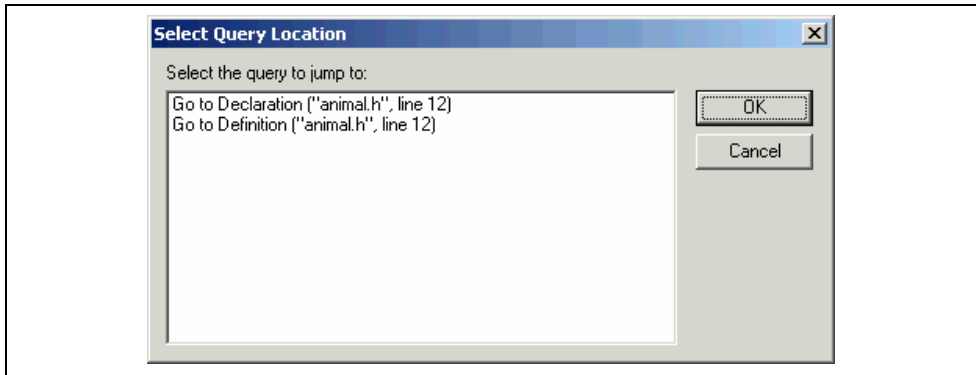 Select Query Location
Select the query to jump to:
Go to Declaration ("animal.h", line 12)
Go to Definition ("animal.h", line 12)
OK
Cancel